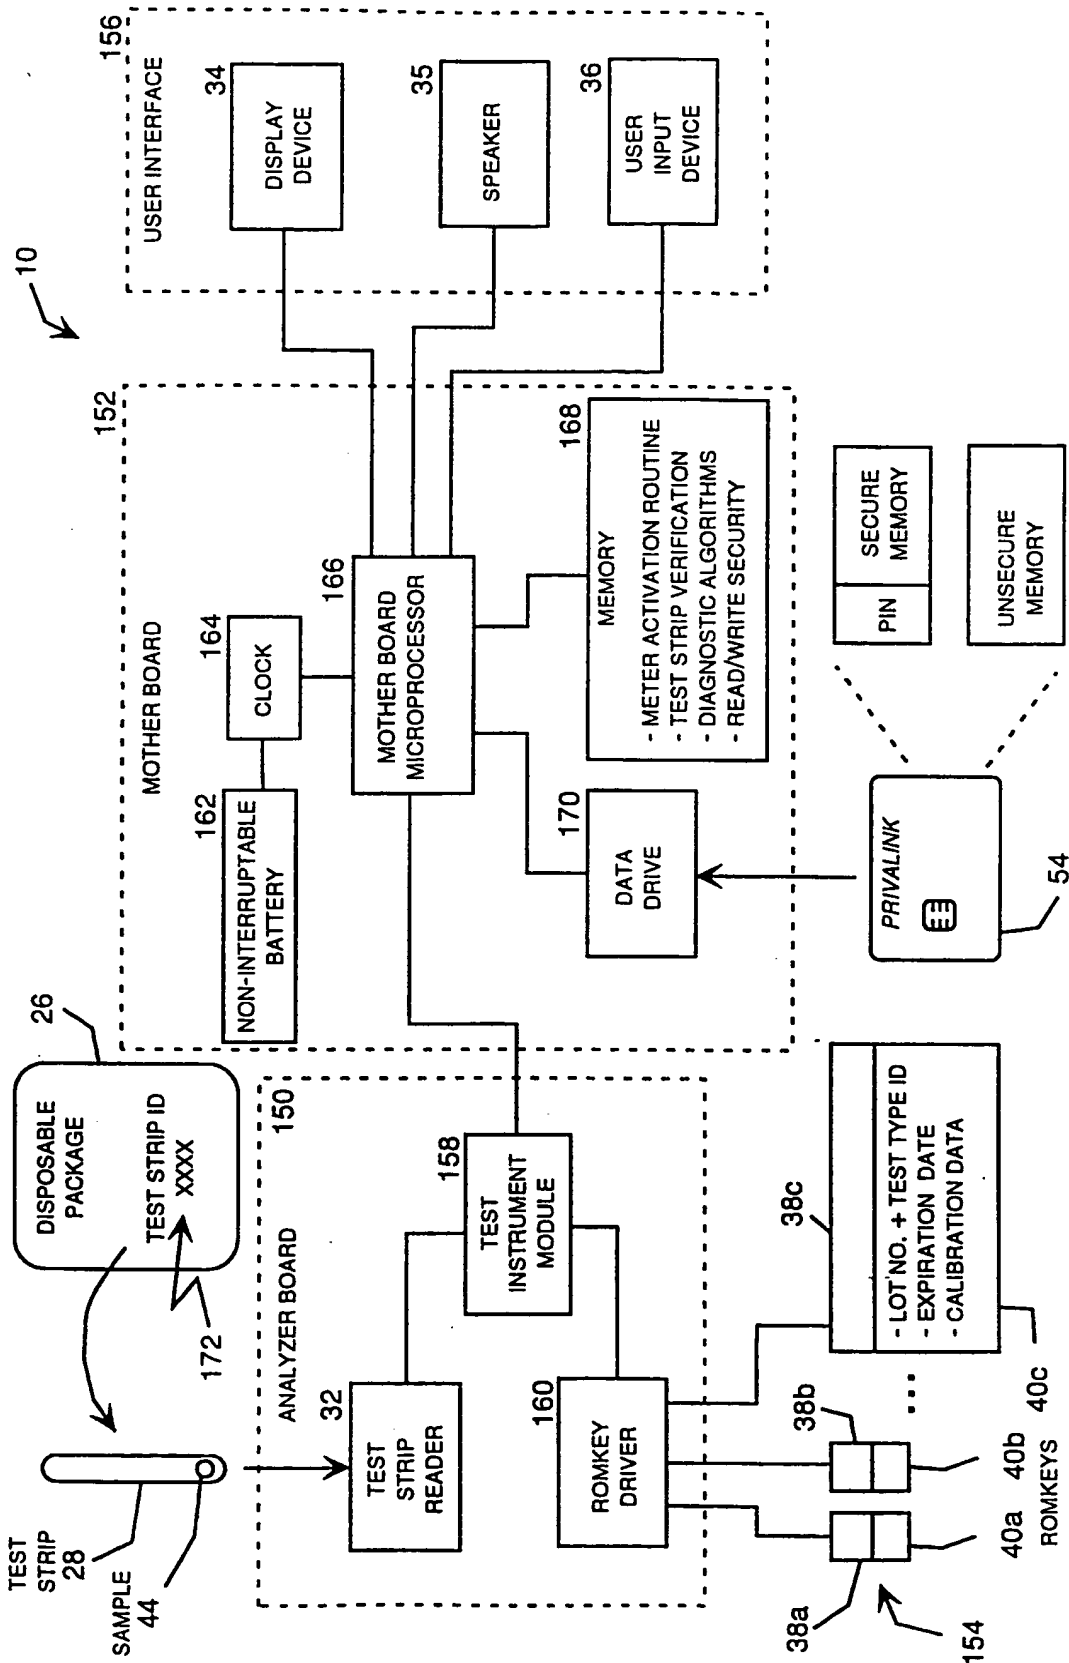 TEST
STRIP
28
SAMPLE
44
26
DISPOSABLE
PACKAGE
TEST STRIP ID
XXXX
172
150
ANALYZER BOARD
32
TEST
STRIP
READER
158
TEST
INSTRUMENT
MODULE
160
ROMKEY
DRIVER
38a
38b
38c
- LOT NO. + TEST TYPE ID
- EXPIRATION DATE
- CALIBRATION DATA
...
40a
40b
40c
ROMKEYS
154
152
MOTHER BOARD
162
NON-INTERRUPTABLE
BATTERY
164
CLOCK
166
MOTHER BOARD
MICROPROCESSOR
168
MEMORY
- METER ACTIVATION ROUTINE
- TEST STRIP VERIFICATION
- DIAGNOSTIC ALGORITHMS
- READ/WRITE SECURITY
170
DATA
DRIVE
PRIVALINK
54
PIN
SECURE
MEMORY
UNSECURE
MEMORY
10
156
USER INTERFACE
34
DISPLAY
DEVICE
35
SPEAKER
36
USER
INPUT
DEVICE